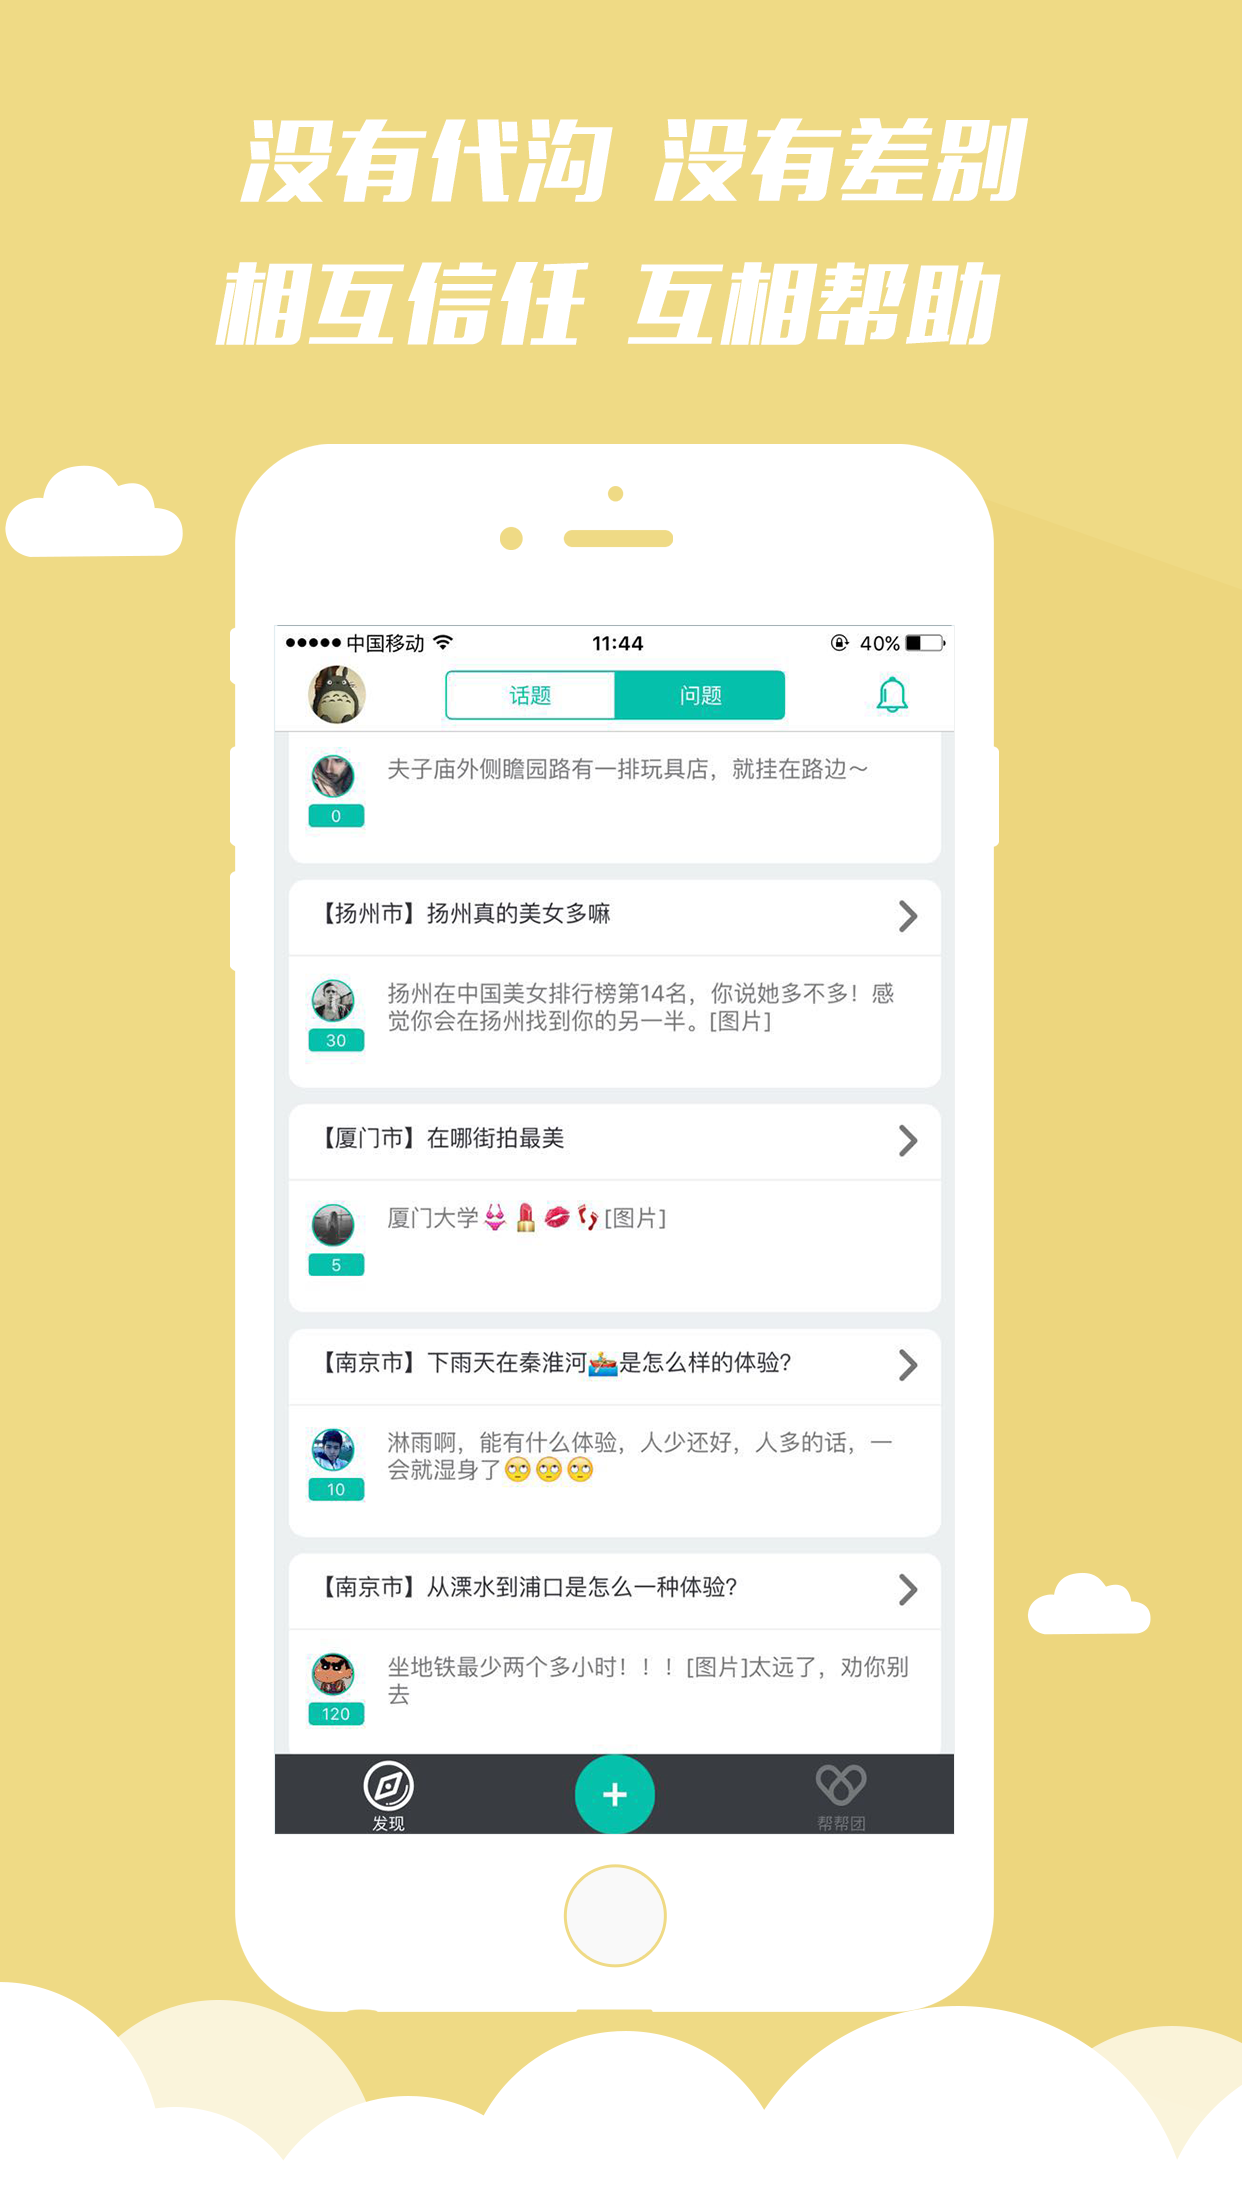 没有代沟 没有差别
相互信任 互相帮助
中国移动 11:44 40%
话题 问题
夫子庙外侧瞻园路有一排玩具店，就挂在路边～
0
【扬州市】扬州真的美女多嘛
扬州在中国美女排行榜第14名，你说她多不多！感
觉你会在扬州找到你的另一半。[图片]
30
【厦门市】在哪街拍最美
厦门大学👙💄💋👣[图片]
5
【南京市】下雨天在秦淮河🚣是怎么样的体验?
淋雨啊，能有什么体验，人少还好，人多的话，一
会就湿身了🙄🙄🙄
10
【南京市】从溧水到浦口是怎么一种体验?
坐地铁最少两个多小时！！！[图片]太远了，劝你别
去
120
发现 + 帮帮团